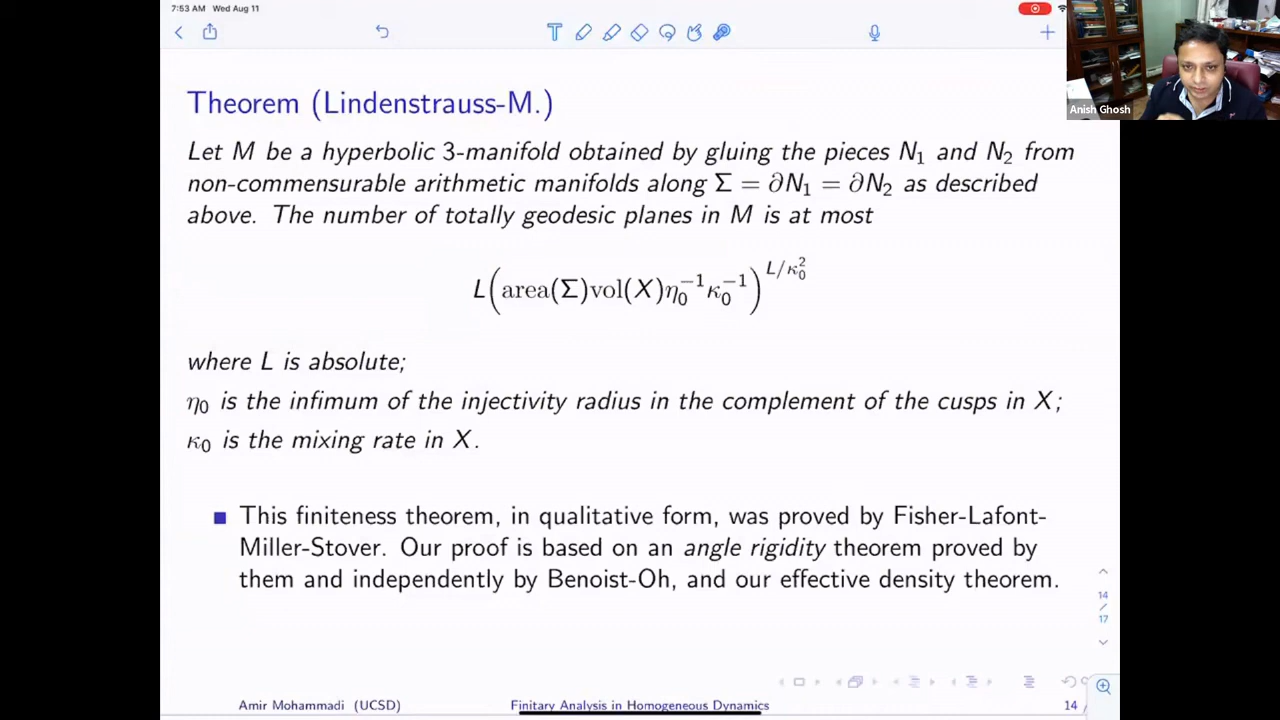 7:53 AM Wed Aug 11
Anish Ghosh
Theorem (Lindenstrauss-M.)
Let M be a hyperbolic 3-manifold obtained by gluing the pieces N₁ and N₂ from
non-commensurable arithmetic manifolds along Σ = ∂N₁ = ∂N₂ as described
above. The number of totally geodesic planes in M is at most
L(area(Σ)vol(X)η₀⁻¹κ₀⁻¹)^{L/κ₀²}
where L is absolute;
η₀ is the infimum of the injectivity radius in the complement of the cusps in X;
κ₀ is the mixing rate in X.
■ This finiteness theorem, in qualitative form, was proved by Fisher-Lafont-
Miller-Stover. Our proof is based on an angle rigidity theorem proved by
them and independently by Benoist-Oh, and our effective density theorem.
14
/
17
Amir Mohammadi (UCSD) Finitary Analysis in Homogeneous Dynamics 14 /